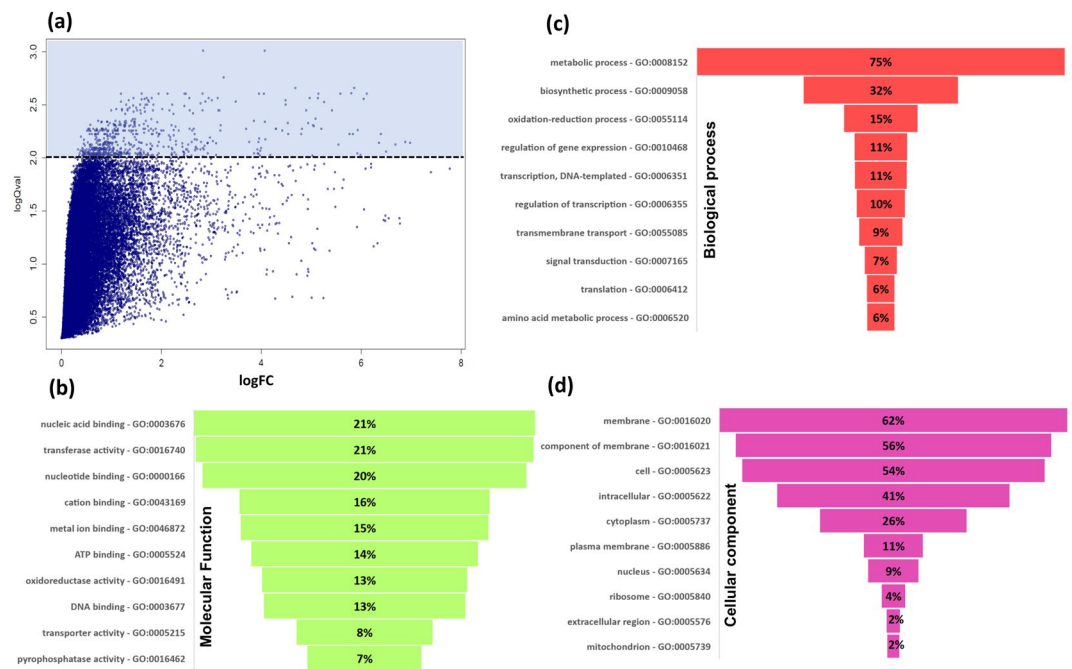 (a)
3.0
2.5
2.0
1.5
1.0
0.5
logQval
0
2
4
6
8
logFC
(b)
nucleic acid binding - GO:0003676
21%
transferase activity - GO:0016740
21%
nucleotide binding - GO:0000166
20%
cation binding - GO:0043169
16%
metal ion binding - GO:0046872
15%
ATP binding - GO:0005524
14%
oxidoreductase activity - GO:0016491
13%
DNA binding - GO:0003677
13%
transporter activity - GO:0005215
8%
pyrophosphatase activity - GO:0016462
7%
Molecular Function
(c)
metabolic process - GO:0008152
75%
biosynthetic process - GO:0009058
32%
oxidation-reduction process - GO:0055114
15%
regulation of gene expression - GO:0010468
11%
transcription, DNA-templated - GO:0006351
11%
regulation of transcription - GO:0006355
10%
transmembrane transport - GO:0055085
9%
signal transduction - GO:0007165
7%
translation - GO:0006412
6%
amino acid metabolic process - GO:0006520
6%
Biological process
(d)
membrane - GO:0016020
62%
component of membrane - GO:0016021
56%
cell - GO:0005623
54%
intracellular - GO:0005622
41%
cytoplasm - GO:0005737
26%
plasma membrane - GO:0005886
11%
nucleus - GO:0005634
9%
ribosome - GO:0005840
4%
extracellular region - GO:0005576
2%
mitochondrion - GO:0005739
2%
Cellular component